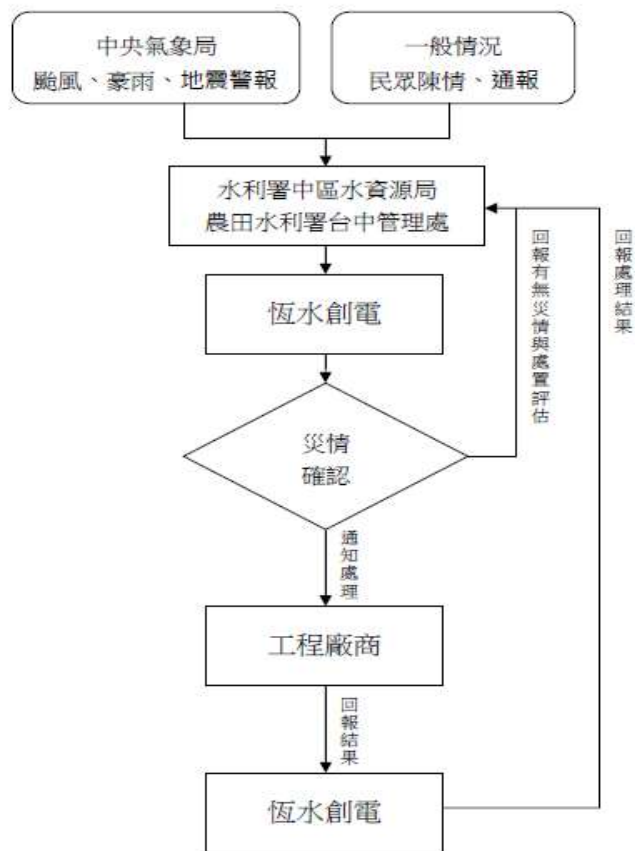 中央氣象局
颱風、豪雨、地震警報
一般情況
民眾陳情、通報
水利署中區水資源局
農田水利署台中管理處
恆水創電
災情
確認
回報有無災情與處置評估
回報處理結果
通知處理
工程廠商
回報結果
恆水創電